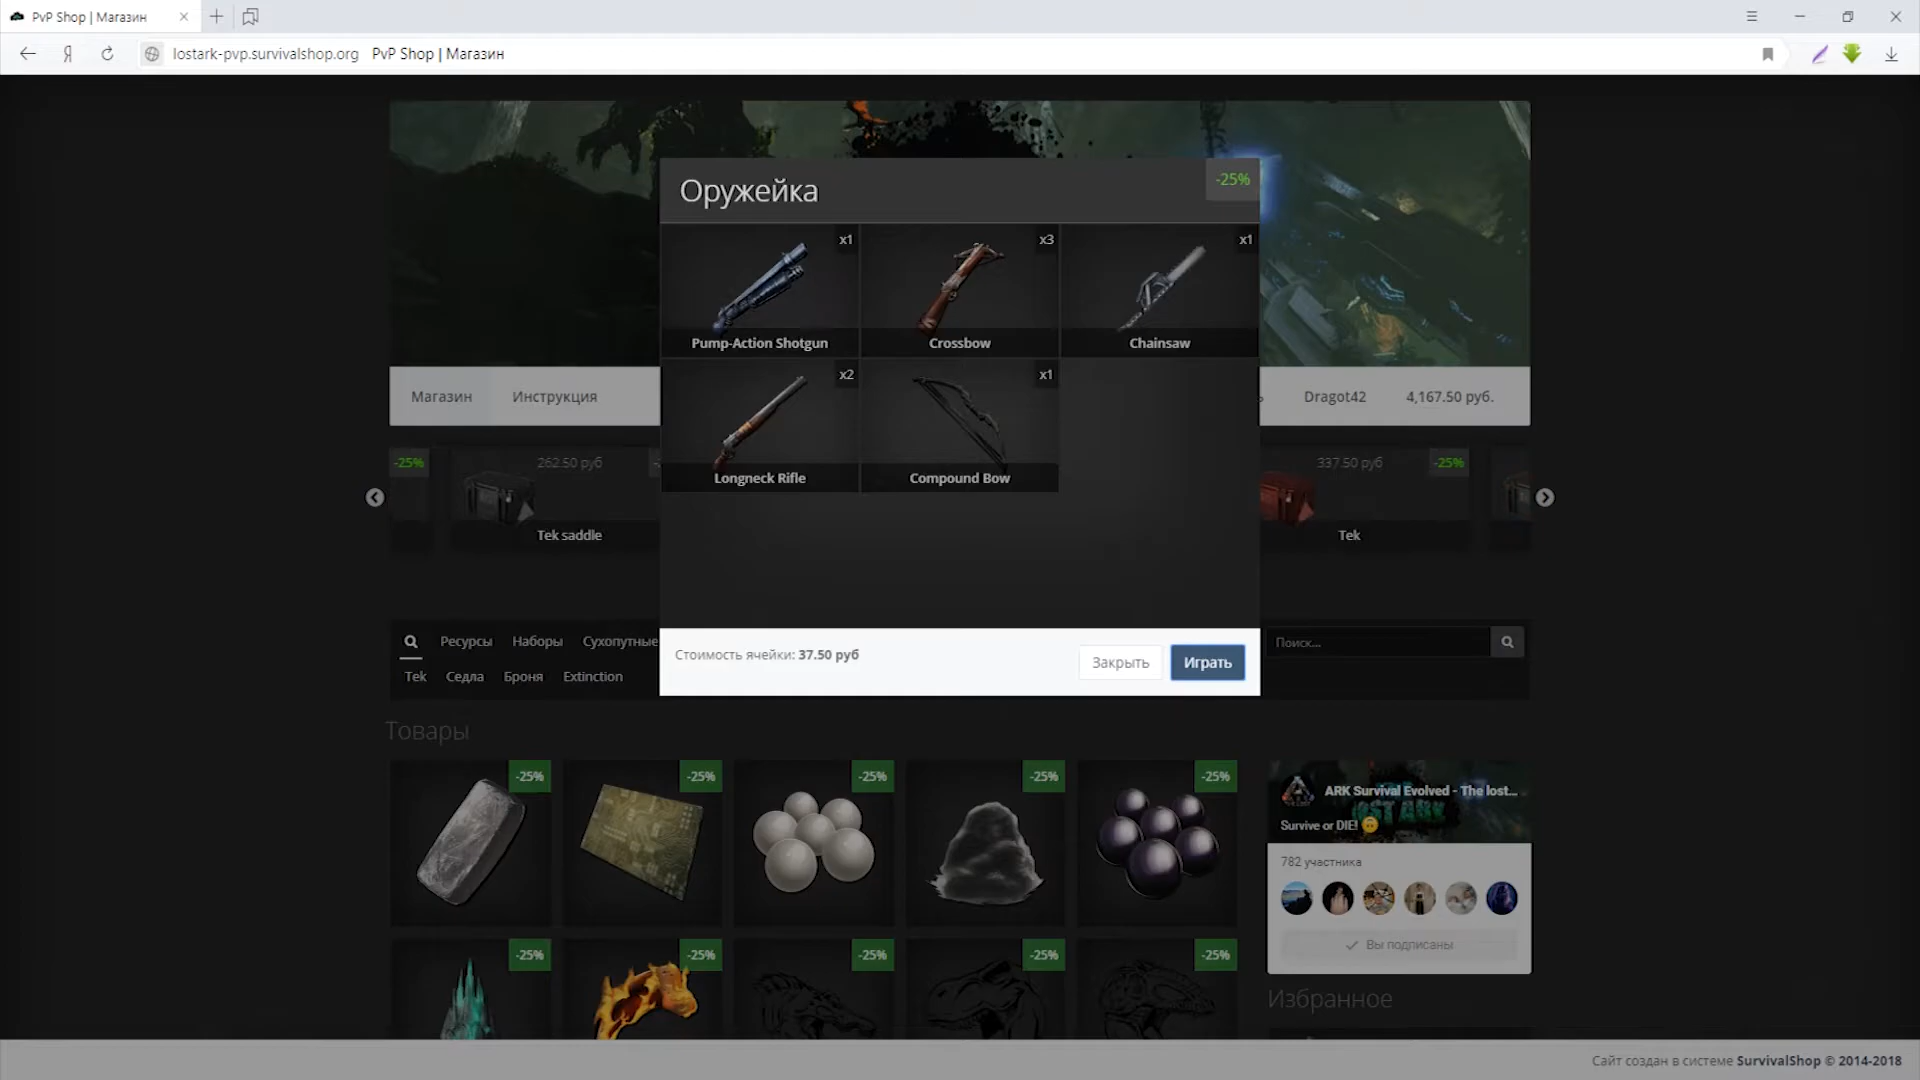 PvP Shop | Магазин
lostark-pvp.survivalshop.org PvP Shop | Магазин
Оружейка
-25%
x1
x3
x1
Pump-Action Shotgun
Crossbow
Chainsaw
x2
x1
Longneck Rifle
Compound Bow
Магазин
Инструкция
Dragot42
4,167.50 руб.
-25%
262.50 руб
Tek saddle
337.50 руб
-25%
Tek
Стоимость ячейки: 37.50 руб
Закрыть
Играть
Ресурсы Наборы Сухопутные
Поиск...
Tek Седла Броня Extinction
Товары
-25%
-25%
-25%
-25%
-25%
ARK Survival Evolved - The lost...
LOST ARK
Survive or DIE!
782 участника
Вы подписаны
-25%
-25%
-25%
-25%
-25%
Избранное
Сайт создан в системе SurvivalShop © 2014-2018